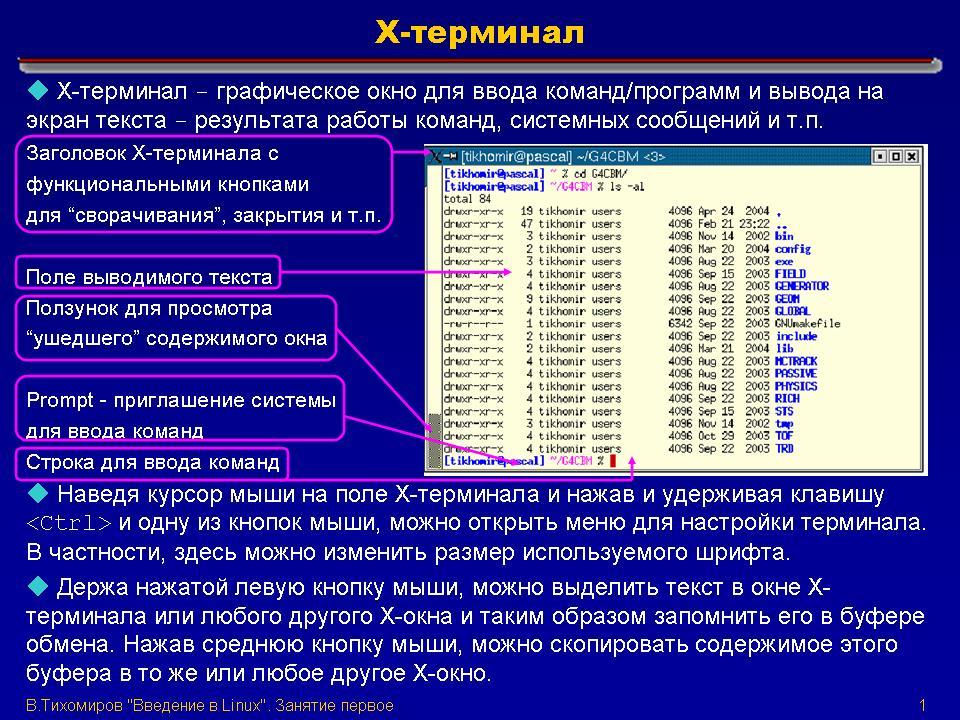 Х-терминал
Х-терминал – графическое окно для ввода команд/программ и вывода на
экран текста – результата работы команд, системных сообщений и т.п.
Заголовок Х-терминала с
функциональными кнопками
для “сворачивания”, закрытия и т.п.
Поле выводимого текста
Ползунок для просмотра
“ушедшего” содержимого окна
Prompt - приглашение системы
для ввода команд
Строка для ввода команд
[tikhomir@pascal] ~/G4CBM <3>
[tikhomir@pascal] ~ % cd G4CBM/
[tikhomir@pascal] ~/G4CBM % ls -al
total 84
drwxr-xr-x 19 tikhomir users 4096 Apr 24 2004 .
drwxr-xr-x 47 tikhomir users 4096 Feb 21 23:22 ..
drwxr-xr-x 3 tikhomir users 4096 Nov 14 2002 bin
drwxr-xr-x 2 tikhomir users 4096 Mar 20 2004 config
drwxr-xr-x 3 tikhomir users 4096 Aug 22 2003 exe
drwxr-xr-x 4 tikhomir users 4096 Sep 15 2003 FIELD
drwxr-xr-x 4 tikhomir users 4096 Aug 22 2003 GENERATOR
drwxr-xr-x 9 tikhomir users 4096 Sep 22 2003 GEOM
drwxr-xr-x 4 tikhomir users 4096 Aug 22 2003 GLOBAL
-rw-r--r-- 1 tikhomir users 6342 Sep 22 2003 GNUmakefile
drwxr-xr-x 2 tikhomir users 4096 Sep 22 2003 include
drwxr-xr-x 2 tikhomir users 4096 Mar 21 2004 lib
drwxr-xr-x 4 tikhomir users 4096 Aug 22 2003 MCTRACK
drwxr-xr-x 4 tikhomir users 4096 Aug 22 2003 PASSIVE
drwxr-xr-x 4 tikhomir users 4096 Aug 22 2003 PHYSICS
drwxr-xr-x 4 tikhomir users 4096 Sep 22 2003 RICH
drwxr-xr-x 4 tikhomir users 4096 Sep 15 2003 STS
drwxr-xr-x 3 tikhomir users 4096 Nov 14 2002 tmp
drwxr-xr-x 4 tikhomir users 4096 Oct 29 2003 TOF
drwxr-xr-x 4 tikhomir users 4096 Sep 22 2003 TRD
[tikhomir@pascal] ~/G4CBM %
Наведя курсор мыши на поле Х-терминала и нажав и удерживая клавишу
<Ctrl> и одну из кнопок мыши, можно открыть меню для настройки терминала.
В частности, здесь можно изменить размер используемого шрифта.
Держа нажатой левую кнопку мыши, можно выделить текст в окне Х-
терминала или любого другого Х-окна и таким образом запомнить его в буфере
обмена. Нажав среднюю кнопку мыши, можно скопировать содержимое этого
буфера в то же или любое другое Х-окно.
В.Тихомиров "Введение в Linux". Занятие первое
1